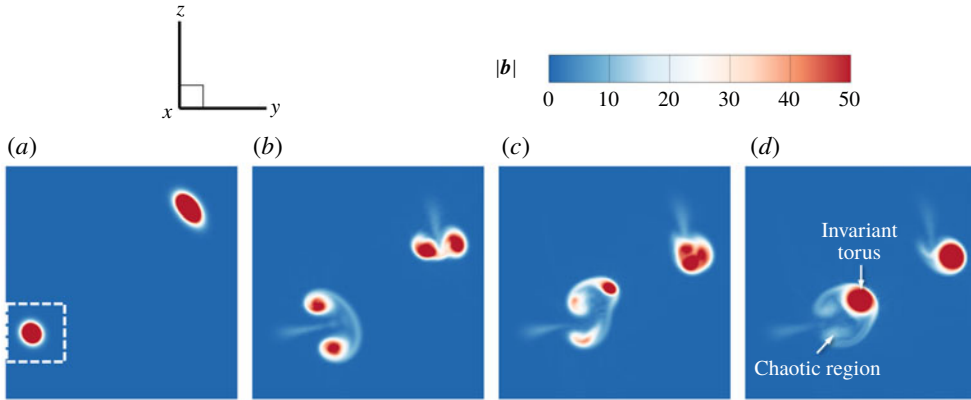 z
x
y
|b|
0 10 20 30 40 50
(a)
(b)
(c)
(d)
Invariant
torus
Chaotic region